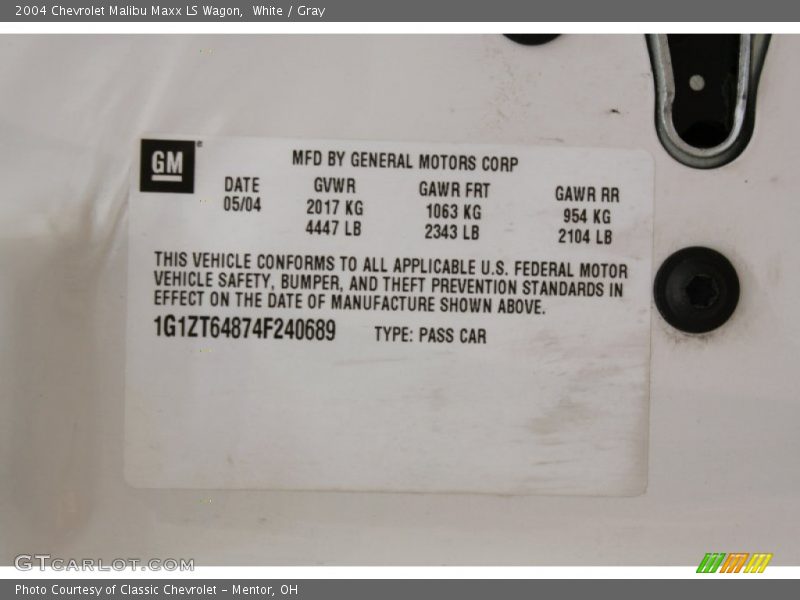 2004 Chevrolet Malibu Maxx LS Wagon, White / Gray
GM
MFD BY GENERAL MOTORS CORP
DATE GVWR GAWR FRT GAWR RR
05/04 2017 KG 1063 KG 954 KG
4447 LB 2343 LB 2104 LB
THIS VEHICLE CONFORMS TO ALL APPLICABLE U.S. FEDERAL MOTOR
VEHICLE SAFETY, BUMPER, AND THEFT PREVENTION STANDARDS IN
EFFECT ON THE DATE OF MANUFACTURE SHOWN ABOVE.
1G1ZT64874F240689 TYPE: PASS CAR
GTCARLOT.COM
Photo Courtesy of Classic Chevrolet - Mentor, OH